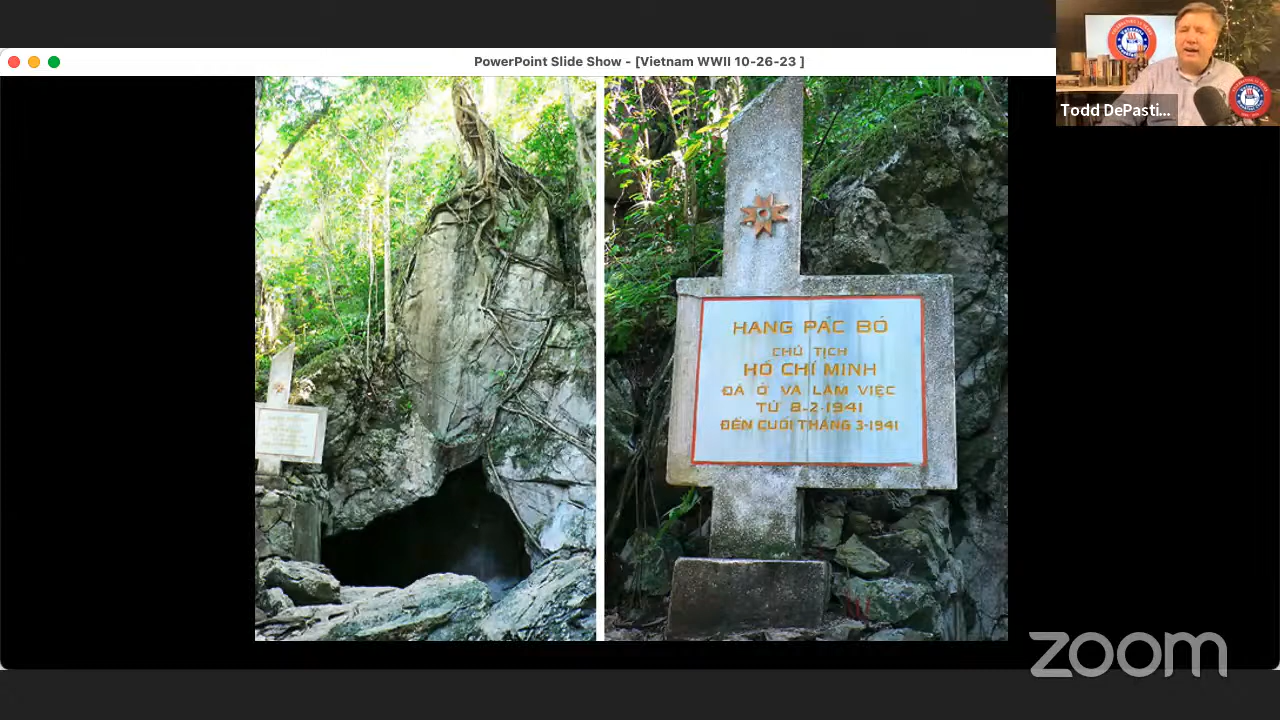 PowerPoint Slide Show - [Vietnam WWII 10-26-23 ]
Todd DePasti...
HANG PÁC BÓ
CHỦ TỊCH
HỒ CHÍ MINH
ĐÃ Ở VÀ LÀM VIỆC
TỪ 8-2-1941
ĐẾN CUỐI THÁNG 3-1941
zoom